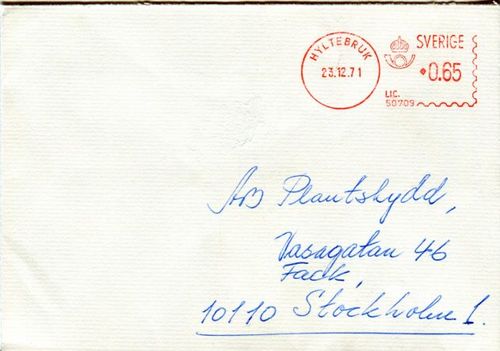 HYLTEBRUK
23.12.71
SVERIGE
0.65
LIC.
50709
AB Plantskydd,
Vasagatan 46
Fack,
10110 Stockholm 1.